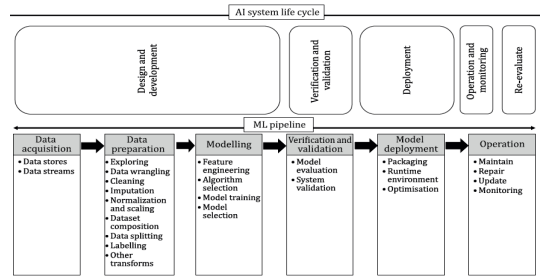 AI system life cycle
Design and
development
Verification and
validation
Deployment
Operation and
monitoring
Re-evaluate
ML pipeline
Data
acquisition
• Data stores
• Data streams
Data
preparation
• Exploring
• Data wrangling
• Cleaning
• Imputation
• Normalization
and scaling
• Dataset
composition
• Data splitting
• Labelling
• Other
transforms
Modelling
• Feature
engineering
• Algorithm
selection
• Model training
• Model
selection
Verification and
validation
• Model
evaluation
• System
validation
Model
deployment
• Packaging
• Runtime
environment
• Optimisation
Operation
• Maintain
• Repair
• Update
• Monitoring